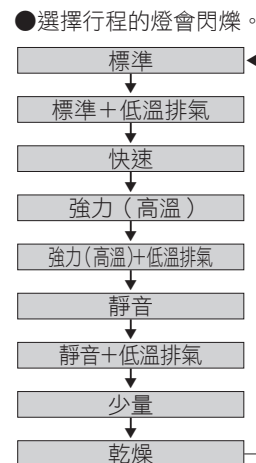 ●選擇行程的燈會閃爍。
標準
標準＋低溫排氣
快速
強力（高溫）
強力(高溫)+低溫排氣
靜音
靜音＋低溫排氣
少量
乾燥